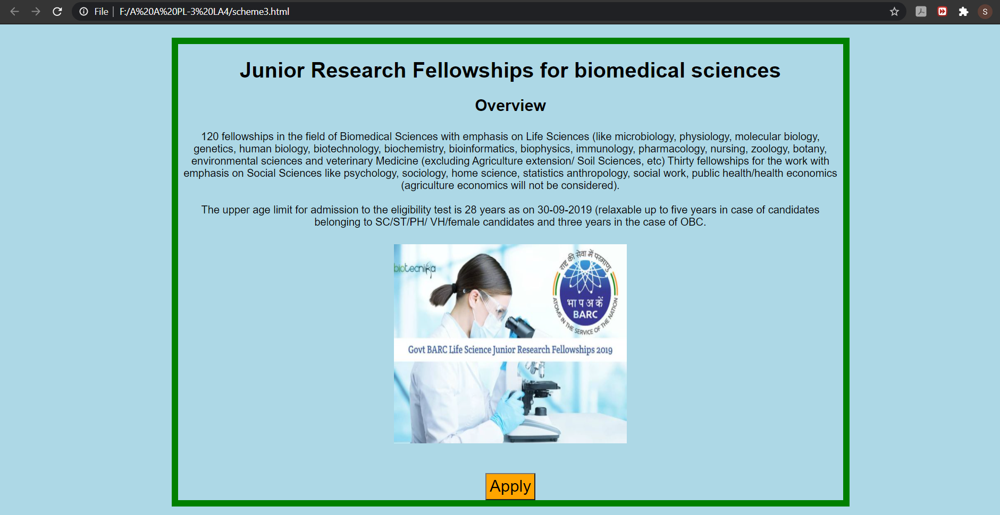 File
F:/A%20A%20PL-3%20LA4/scheme3.html
S
Junior Research Fellowships for biomedical sciences
Overview
120 fellowships in the field of Biomedical Sciences with emphasis on Life Sciences (like microbiology, physiology, molecular biology,
genetics, human biology, biotechnology, biochemistry, bioinformatics, biophysics, immunology, pharmacology, nursing, zoology, botany,
environmental sciences and veterinary Medicine (excluding Agriculture extension/ Soil Sciences, etc) Thirty fellowships for the work with
emphasis on Social Sciences like psychology, sociology, home science, statistics anthropology, social work, public health/health economics
(agriculture economics will not be considered).
The upper age limit for admission to the eligibility test is 28 years as on 30-09-2019 (relaxable up to five years in case of candidates
belonging to SC/ST/PH/ VH/female candidates and three years in the case of OBC.
biotecnika
राष्ट्र की सेवा में परमाणु
भा प अ कें
BARC
ATOMS IN THE SERVICE OF THE NATION
Govt BARC Life Science Junior Research Fellowships 2019
Apply